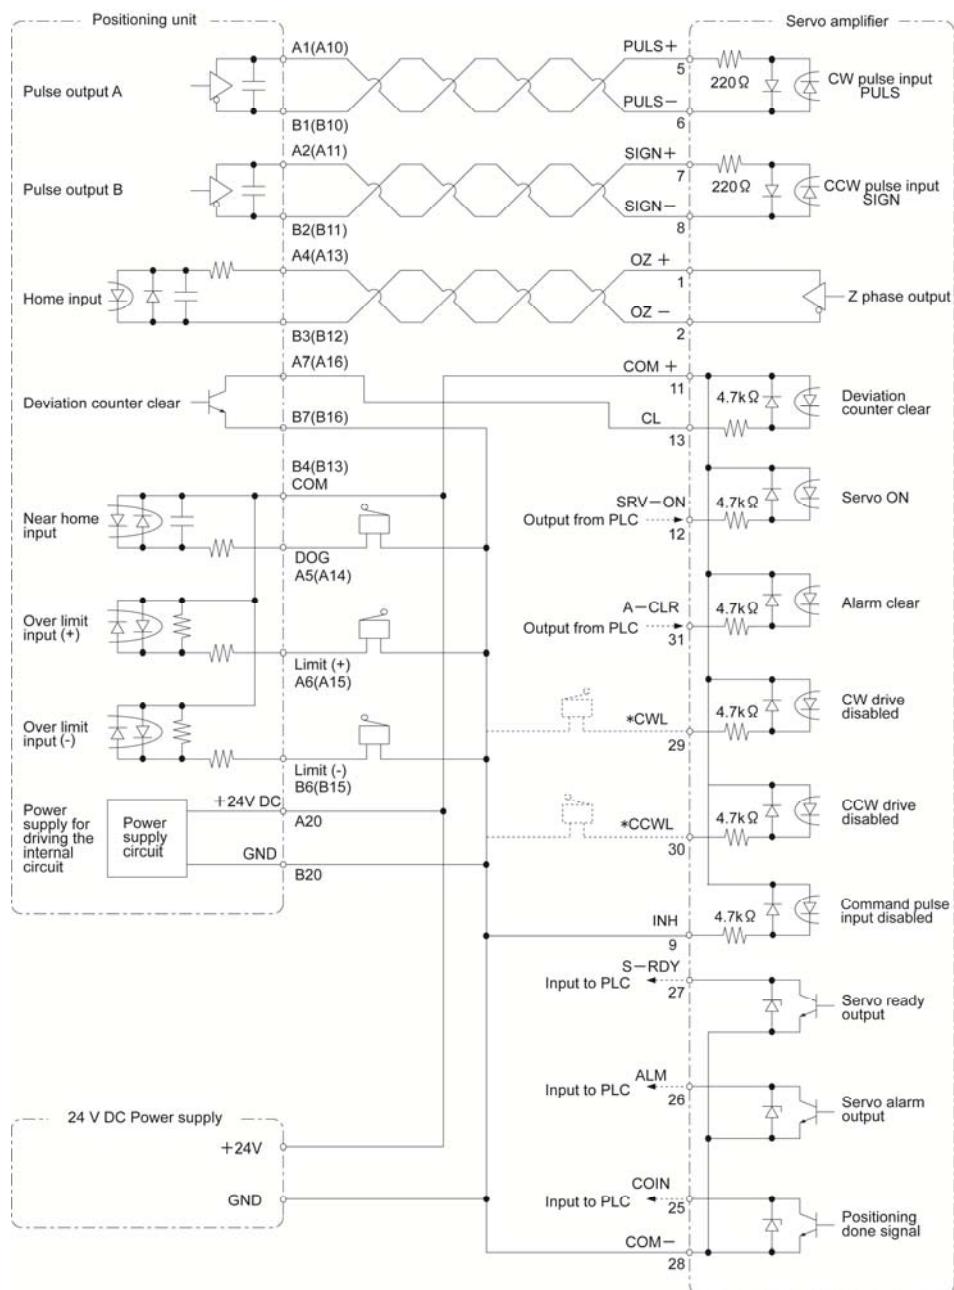 Positioning unit
Servo amplifier
A1(A10)
PULS+
5
Pulse output A
220Ω
CW pulse input
PULS
PULS−
B1(B10)
6
A2(A11)
SIGN+
7
Pulse output B
220Ω
CCW pulse input
SIGN
SIGN−
B2(B11)
8
A4(A13)
OZ +
1
Home input
Z phase output
OZ −
B3(B12)
2
A7(A16)
COM +
11
Deviation counter clear
4.7kΩ
Deviation
counter clear
B7(B16)
CL
13
B4(B13)
COM
Near home
input
SRV−ON
4.7kΩ
Servo ON
Output from PLC
12
DOG
A5(A14)
Over limit
input (+)
A−CLR
4.7kΩ
Alarm clear
Output from PLC
31
Limit (+)
A6(A15)
Over limit
input (-)
*CWL
29
4.7kΩ
CW drive
disabled
Limit (-)
B6(B15)
+24V DC
A20
Power
supply for
driving the
internal
circuit
Power
supply
circuit
GND
B20
*CCWL
30
4.7kΩ
CCW drive
disabled
INH
9
4.7kΩ
Command pulse
input disabled
S−RDY
Input to PLC
27
Servo ready
output
ALM
Input to PLC
26
Servo alarm
output
24 V DC Power supply
+24V
GND
COIN
Input to PLC
25
Positioning
done signal
COM−
28